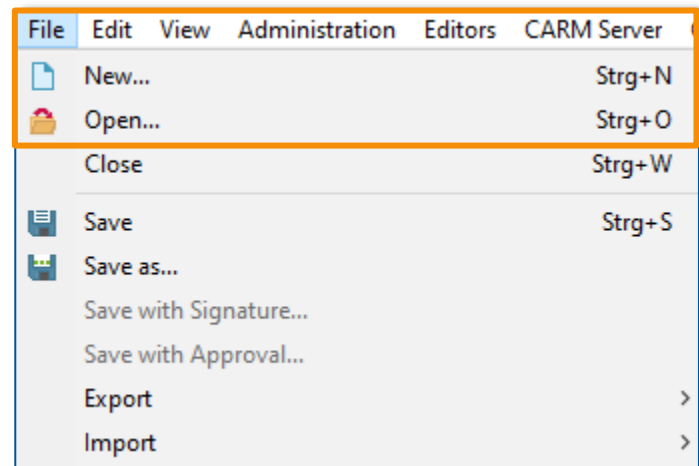 File Edit View Administration Editors CARM Server
New... Strg+N
Open... Strg+O
Close Strg+W
Save Strg+S
Save as...
Save with Signature...
Save with Approval...
Export
Import